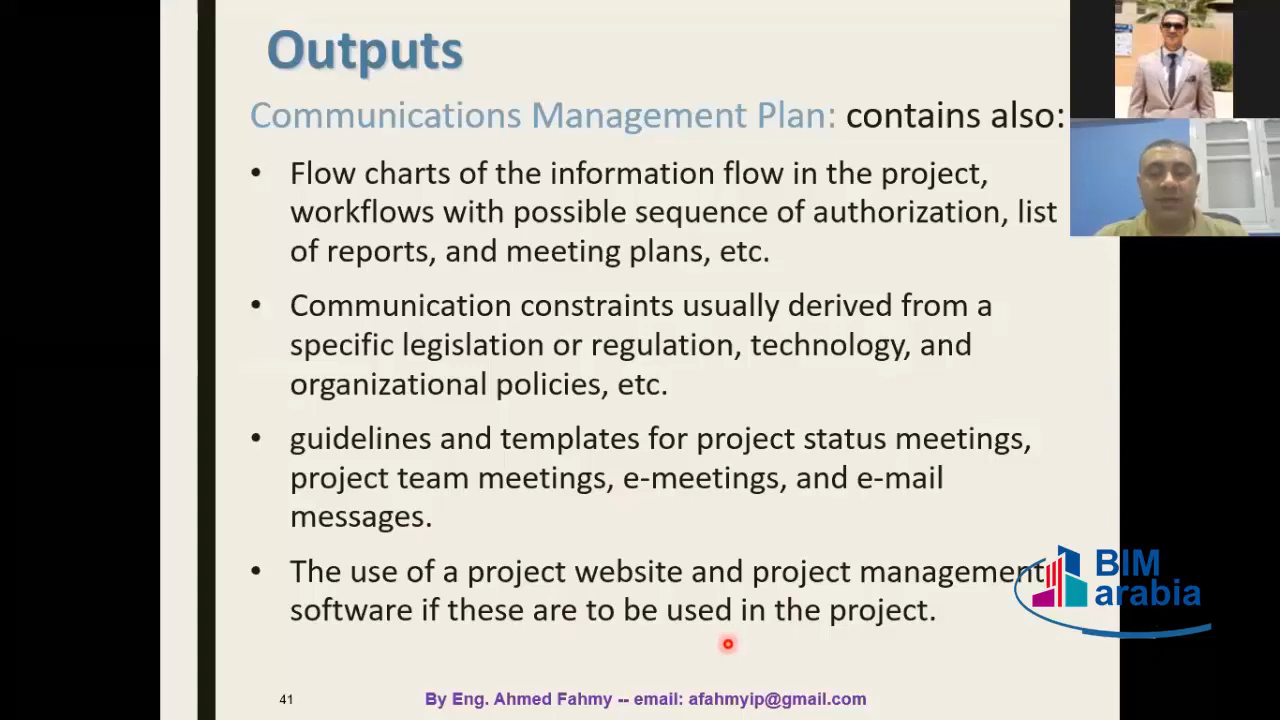 Outputs
Communications Management Plan: contains also:
• Flow charts of the information flow in the project,
workflows with possible sequence of authorization, list
of reports, and meeting plans, etc.
• Communication constraints usually derived from a
specific legislation or regulation, technology, and
organizational policies, etc.
• guidelines and templates for project status meetings,
project team meetings, e-meetings, and e-mail
messages.
• The use of a project website and project management
software if these are to be used in the project.
BIM
arabia
41
By Eng. Ahmed Fahmy -- email: afahmyip@gmail.com